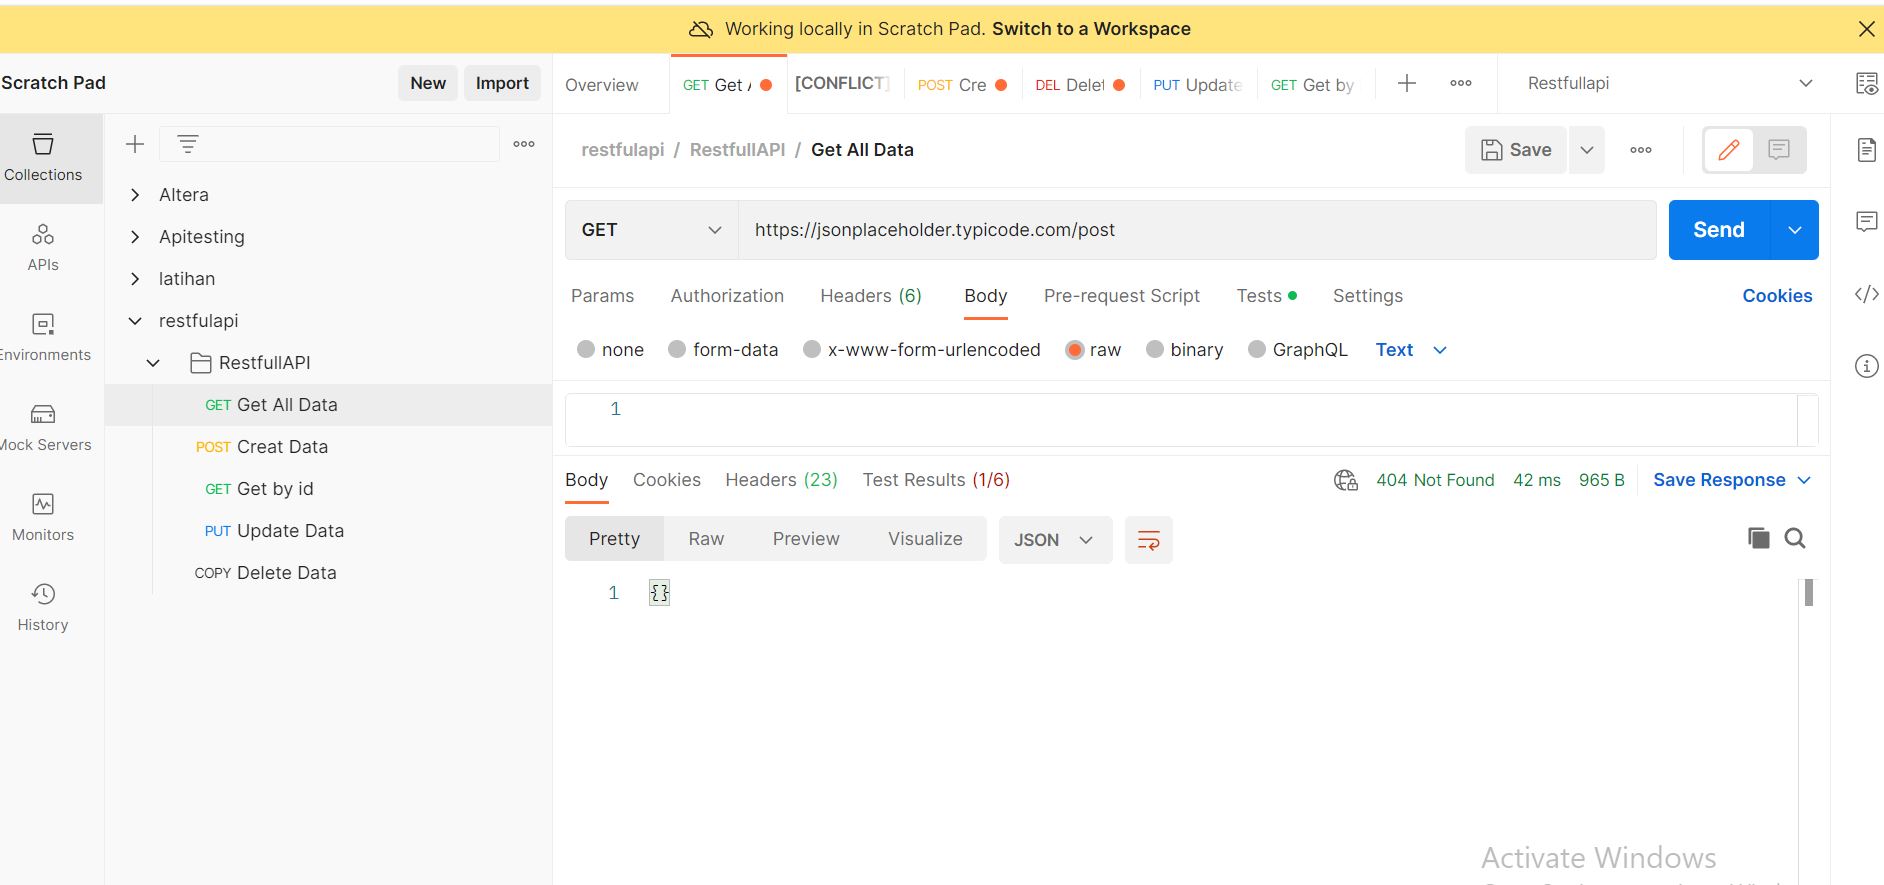 Working locally in Scratch Pad. Switch to a Workspace
Scratch Pad
New
Import
Overview
GET Get
[CONFLICT]
POST Cre
DEL Delet
PUT Update
GET Get by
Restfullapi
Collections
APIs
Environments
Mock Servers
Monitors
History
Altera
Apitesting
latihan
restfulapi
RestfullAPI
GET Get All Data
POST Creat Data
GET Get by id
PUT Update Data
COPY Delete Data
restfulapi / RestfullAPI / Get All Data
Save
GET
https://jsonplaceholder.typicode.com/post
Send
Params Authorization Headers (6) Body Pre-request Script Tests Settings Cookies
none form-data x-www-form-urlencoded raw binary GraphQL Text
1
Body Cookies Headers (23) Test Results (1/6) 404 Not Found 42 ms 965 B Save Response
Pretty Raw Preview Visualize JSON
1 {}
Activate Windows